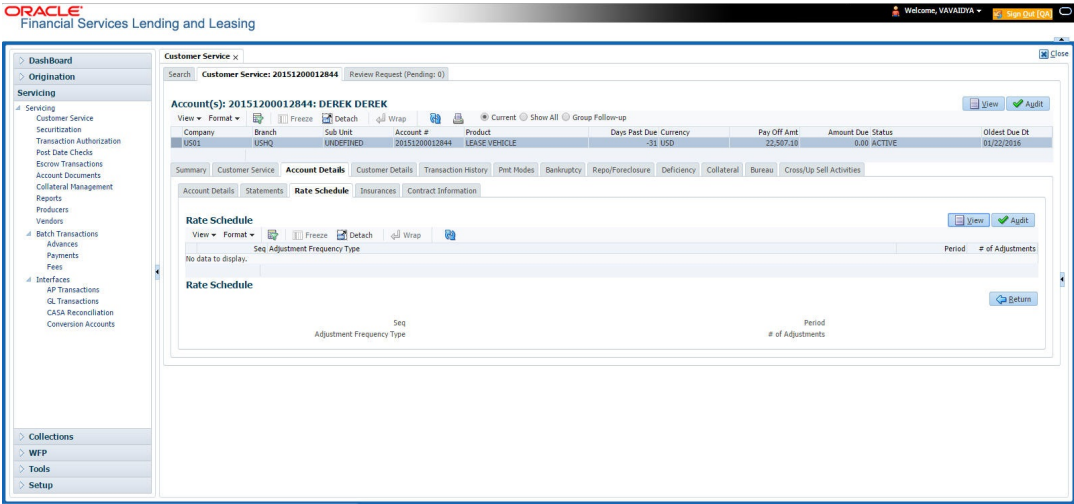 ORACLE®
Financial Services Lending and Leasing
Welcome, VAVAIDYA
Sign Out [QA]
Close
DashBoard
Origination
Servicing
Servicing
Customer Service
Securitization
Transaction Authorization
Post Date Checks
Escrow Transactions
Account Documents
Collateral Management
Reports
Producers
Vendors
Batch Transactions
Advances
Payments
Fees
Interfaces
AP Transactions
GL Transactions
CASA Reconciliation
Conversion Accounts
Collections
WFP
Tools
Setup
Customer Service x
Search Customer Service: 20151200012844 Review Request (Pending: 0)
Account(s): 20151200012844: DEREK DEREK
View Audit
View Format Freeze Detach Wrap Current Show All Group Follow-up
Company Branch Sub Unit Account # Product Days Past Due Currency Pay Off Amt Amount Due Status Oldest Due Dt
US01 USHQ UNDEFINED 20151200012844 LEASE VEHICLE -31 USD 22,507.10 0.00 ACTIVE 01/22/2016
Summary Customer Service Account Details Customer Details Transaction History Pmt Modes Bankruptcy Repo/Foreclosure Deficiency Collateral Bureau Cross/Up Sell Activities
Account Details Statements Rate Schedule Insurances Contract Information
Rate Schedule
View Audit
View Format Freeze Detach Wrap
Seq Adjustment Frequency Type Period # of Adjustments
No data to display.
Rate Schedule
Return
Seq Period
Adjustment Frequency Type # of Adjustments